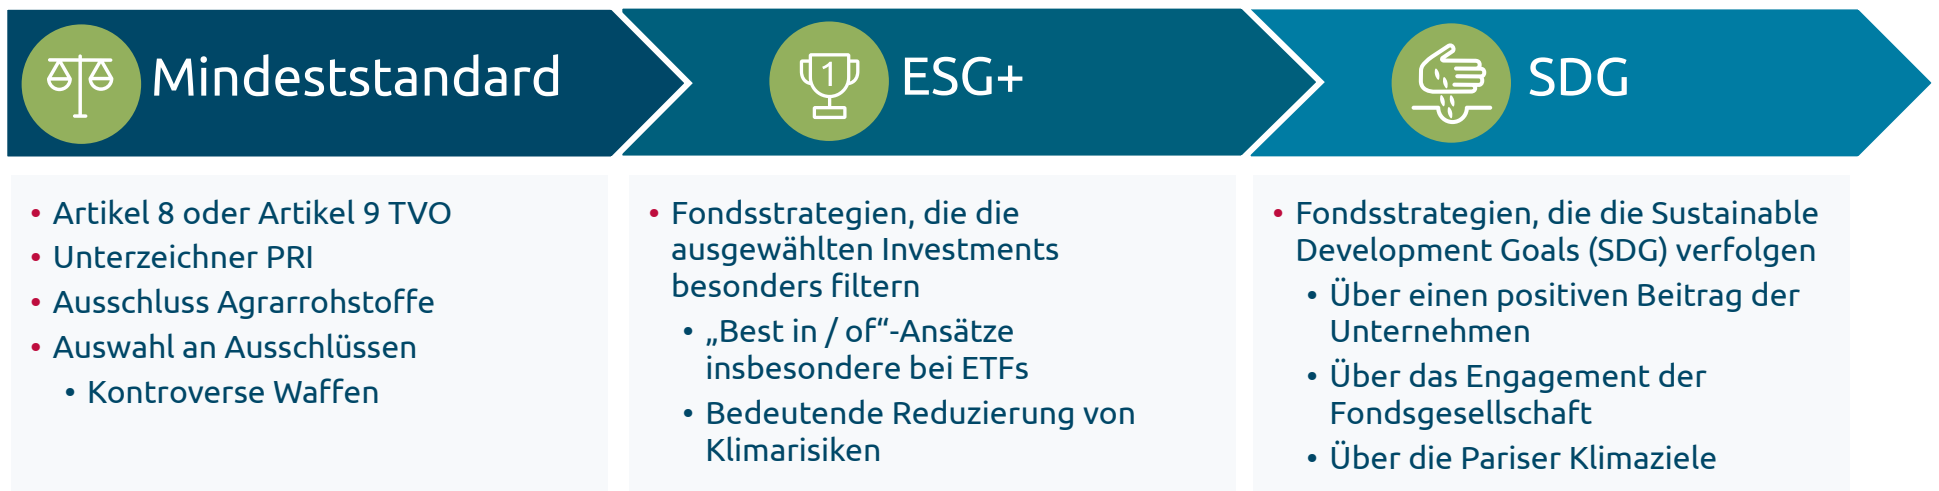 Mindeststandard
• Artikel 8 oder Artikel 9 TVO
• Unterzeichner PRI
• Ausschluss Agrarrohstoffe
• Auswahl an Ausschlüssen
• Kontroverse Waffen
1
ESG+
• Fondsstrategien, die die
ausgewählten Investments
besonders filtern
• „Best in / of“-Ansätze
insbesondere bei ETFs
• Bedeutende Reduzierung von
Klimarisiken
SDG
• Fondsstrategien, die die Sustainable
Development Goals (SDG) verfolgen
• Über einen positiven Beitrag der
Unternehmen
• Über das Engagement der
Fondsgesellschaft
• Über die Pariser Klimaziele